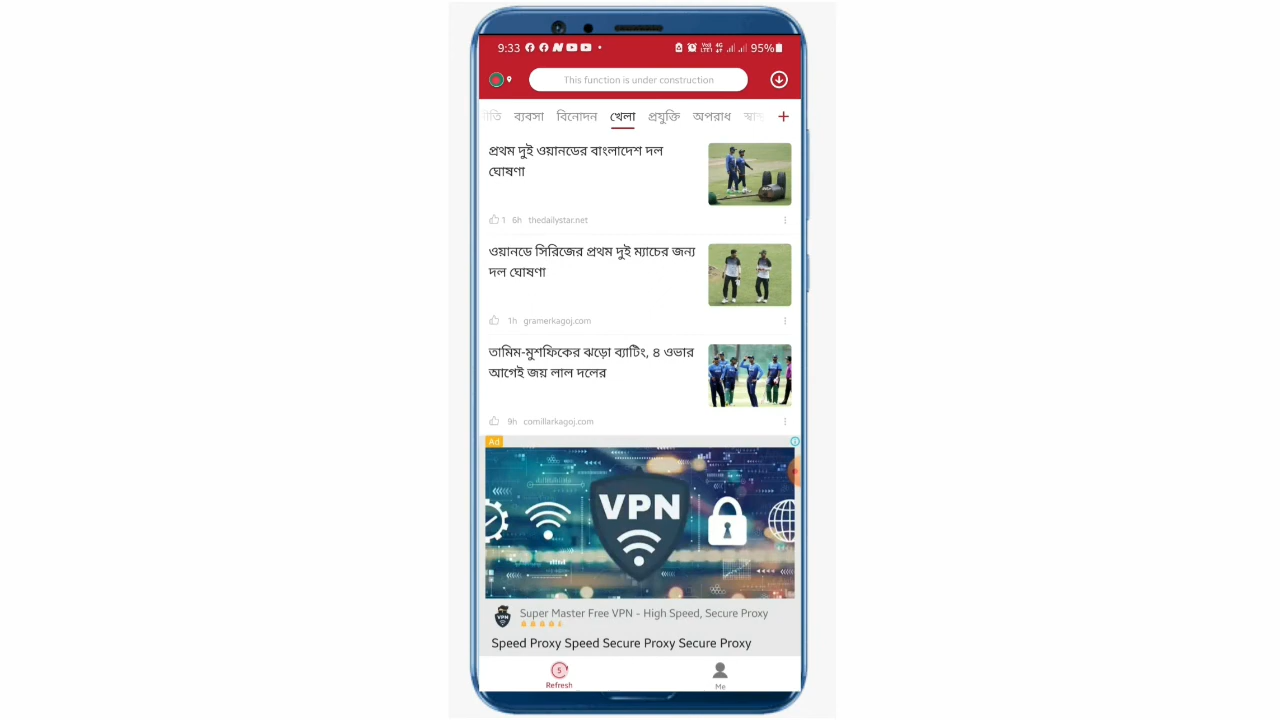 9:33 95%
This function is under construction
ব্যবসা বিনোদন খেলা প্রযুক্তি অপরাধ
প্রথম দুই ওয়ানডের বাংলাদেশ দল
ঘোষণা
1 6h thedailystar.net
ওয়ানডে সিরিজের প্রথম দুই ম্যাচের জন্য
দল ঘোষণা
1h gramerkagoj.com
তামিম-মুশফিকের ঝড়ো ব্যাটিং, ৪ ওভার
আগেই জয় লাল দলের
9h comillarkagoj.com
Ad
VPN
VPN
Super Master Free VPN - High Speed, Secure Proxy
Speed Proxy Speed Secure Proxy Secure Proxy
5
Refresh
Me